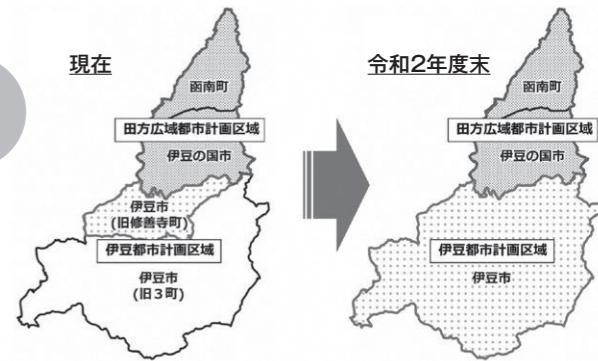 現在
函南町
田方広域都市計画区域
伊豆の国市
伊豆市
(旧修善寺町)
伊豆都市計画区域
伊豆市
(旧3町)
令和2年度末
函南町
田方広域都市計画区域
伊豆の国市
伊豆都市計画区域
伊豆市